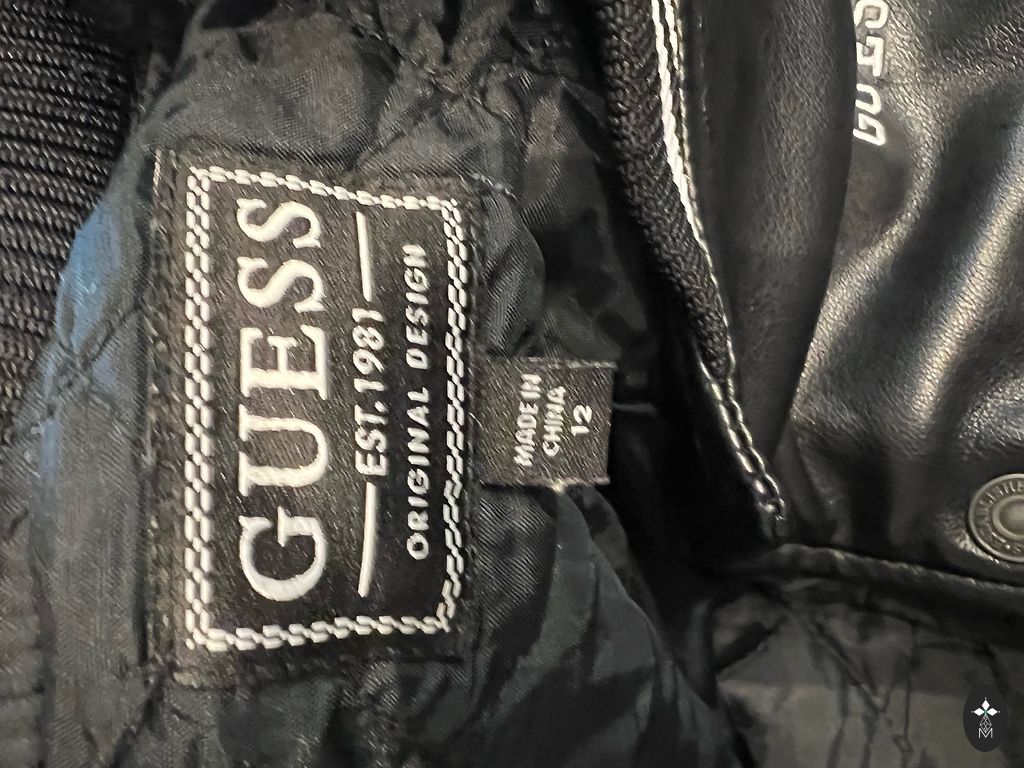 GUESS
EST. 1981
ORIGINAL DESIGN
MADE IN
CHINA
12